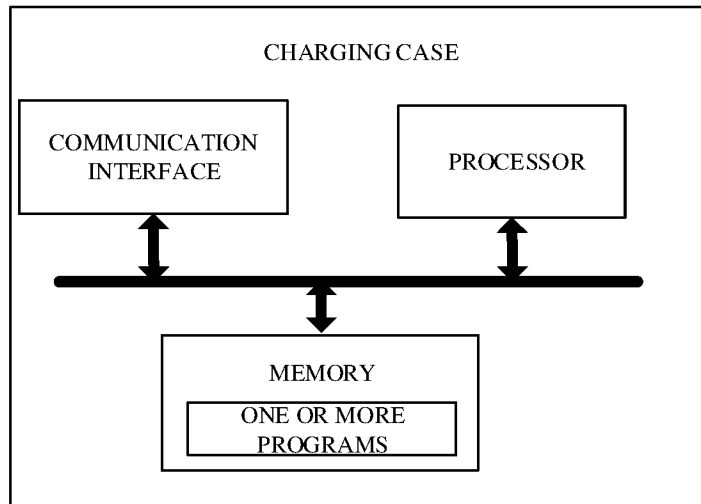 CHARGING CASE
COMMUNICATION
INTERFACE
PROCESSOR
MEMORY
ONE OR MORE
PROGRAMS